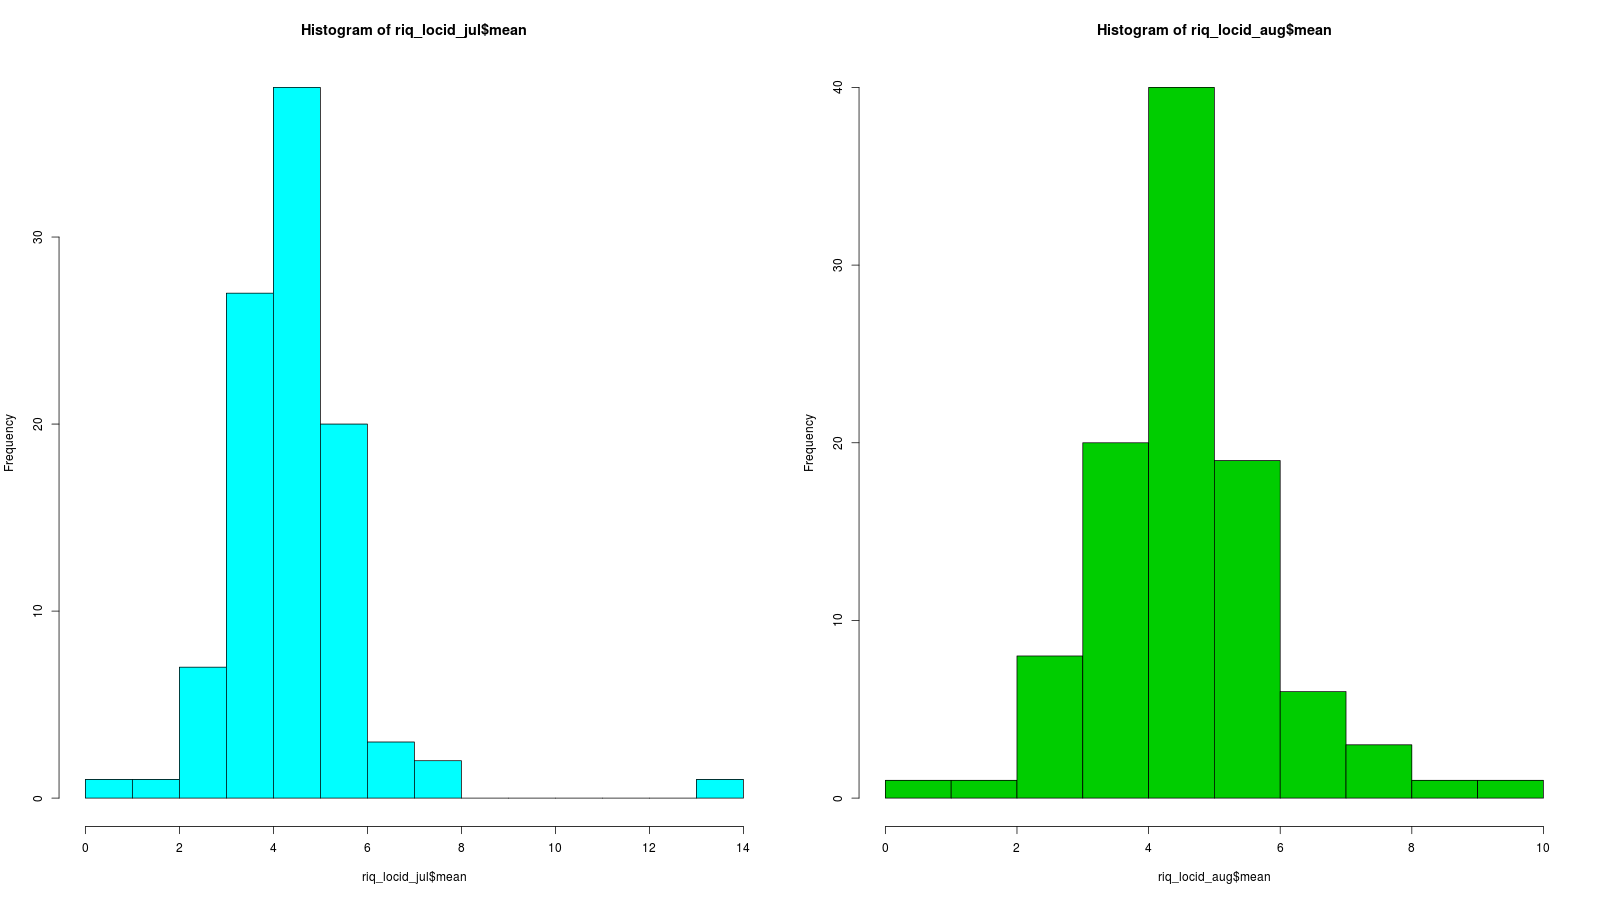 Histogram of riq_locid_jul$mean
Frequency
0
10
20
30
0 2 4 6 8 10 12 14
riq_locid_jul$mean
Histogram of riq_locid_aug$mean
Frequency
0
10
20
30
40
0 2 4 6 8 10
riq_locid_aug$mean